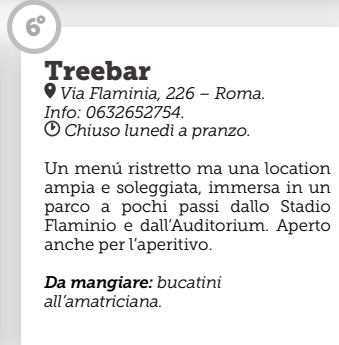 6°
Treebar
Via Flaminia, 226 – Roma.
Info: 0632652754.
Chiuso lunedì a pranzo.
Un menú ristretto ma una location
ampia e soleggiata, immersa in un
parco a pochi passi dallo Stadio
Flaminio e dall'Auditorium. Aperto
anche per l'aperitivo.
Da mangiare: bucatini
all'amatriciana.